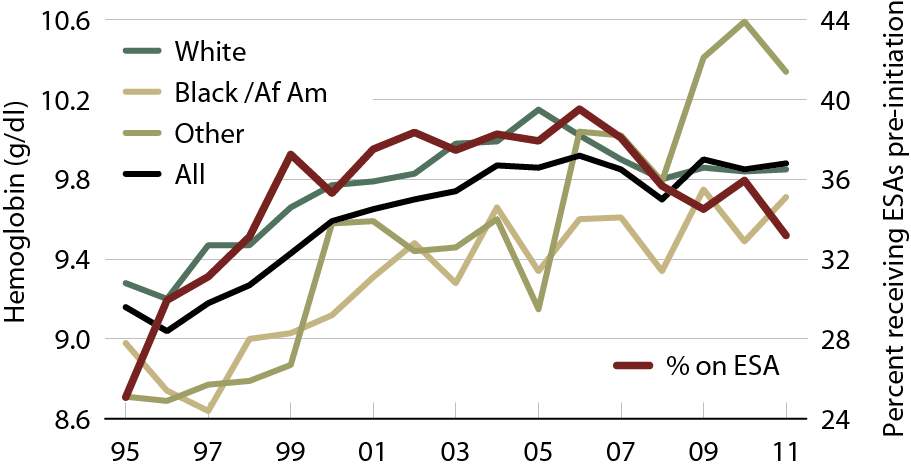 Hemoglobin (g/dl)
10.6
10.2
9.8
9.4
9.0
8.6
White
Black /Af Am
Other
All
% on ESA
95 97 99 01 03 05 07 09 11
44
40
36
32
28
24
Percent receiving ESAs pre-initiation